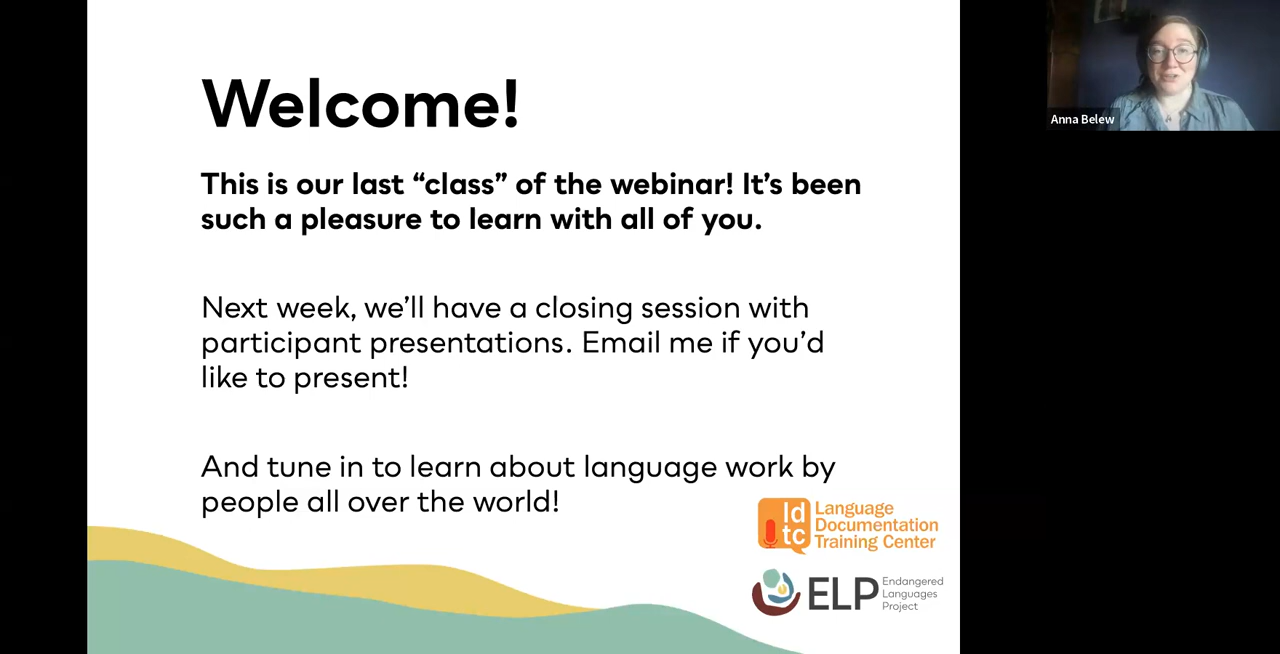 Welcome!
This is our last “class” of the webinar! It’s been
such a pleasure to learn with all of you.
Next week, we’ll have a closing session with
participant presentations. Email me if you’d
like to present!
And tune in to learn about language work by
people all over the world!
ld
tc
Language
Documentation
Training Center
ELP
Endangered
Languages
Project
Anna Belew